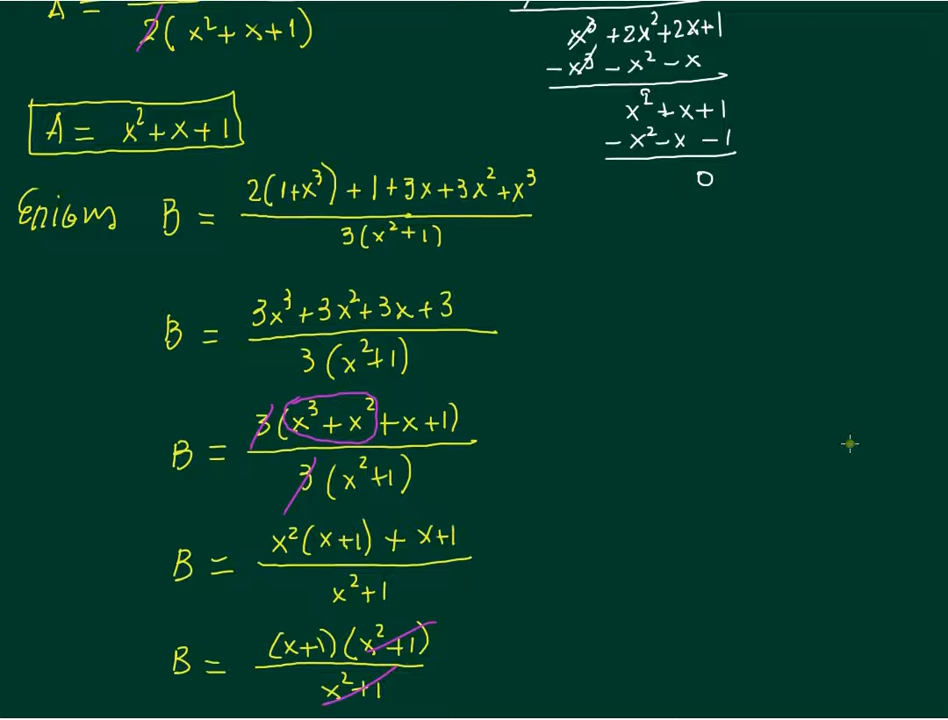 A =
2(x²+x+1)
A = x²+x+1
x³+2x²+2x+1
-x³-x²-x
x²+x+1
-x²-x-1
0
B = 2(1+x³)+1+3x+3x²+x³
3(x²+1)
B = 3x³+3x²+3x+3
3(x²+1)
B = 3(x³+x²+x+1)
3(x²+1)
B = x²(x+1)+x+1
x²+1
B = (x+1)(x²+1)
x²+1